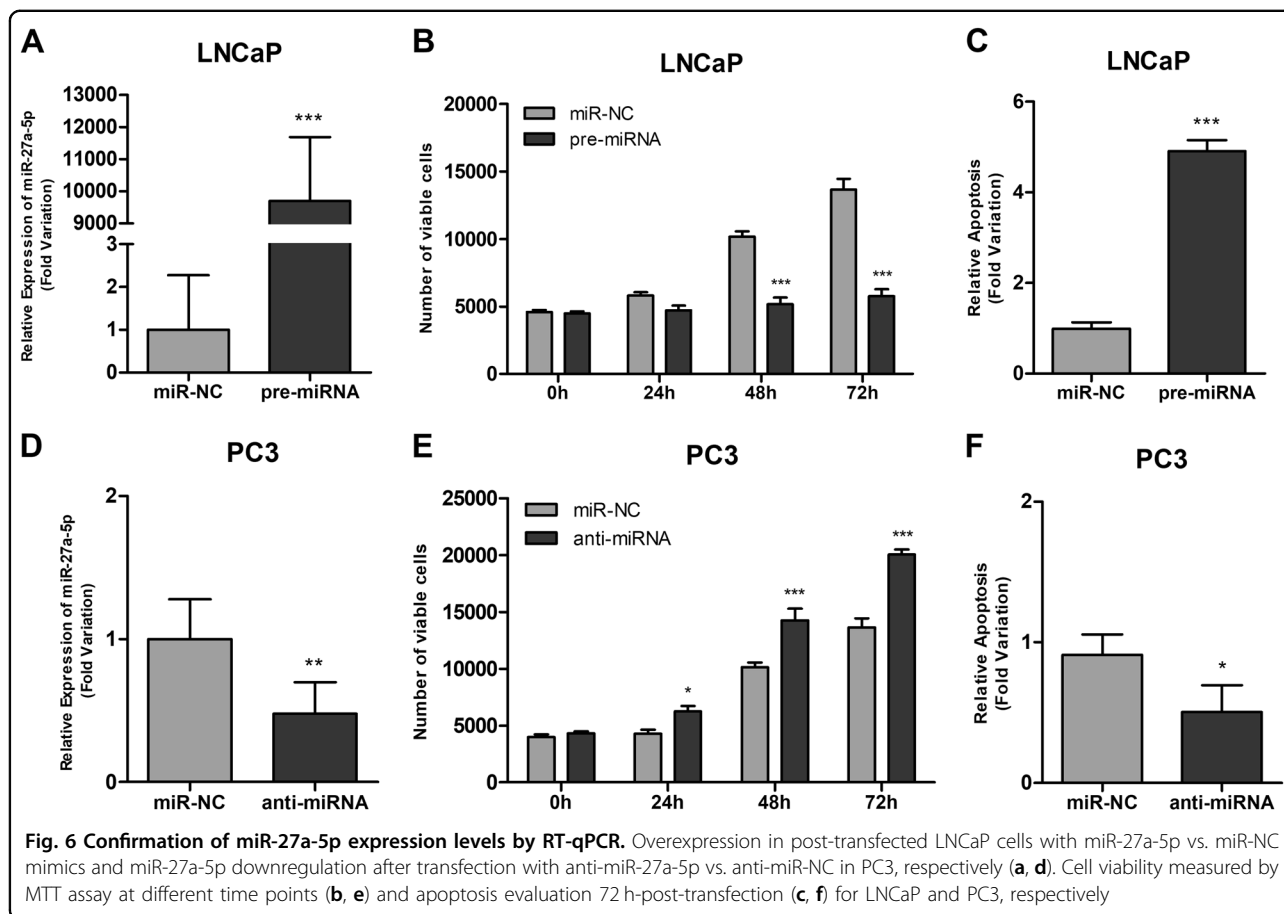 A
LNCaP
Relative Expression of miR-27a-5p
(Fold Variation)
13000
12000
11000
10000
9000
3
2
1
0
***
miR-NC
pre-miRNA
B
LNCaP
Number of viable cells
20000
15000
10000
5000
0
miR-NC
pre-miRNA
***
***
0h
24h
48h
72h
C
LNCaP
Relative Apoptosis
(Fold Variation)
6
4
2
0
***
miR-NC
pre-miRNA
D
PC3
Relative Expression of miR-27a-5p
(Fold Variation)
2
1
0
**
miR-NC
anti-miRNA
E
PC3
Number of viable cells
25000
20000
15000
10000
5000
0
miR-NC
anti-miRNA
*
***
***
0h
24h
48h
72h
F
PC3
Relative Apoptosis
(Fold Variation)
2
1
0
*
miR-NC
anti-miRNA
Fig. 6 Confirmation of miR-27a-5p expression levels by RT-qPCR. Overexpression in post-transfected LNCaP cells with miR-27a-5p vs. miR-NC
mimics and miR-27a-5p downregulation after transfection with anti-miR-27a-5p vs. anti-miR-NC in PC3, respectively (a, d). Cell viability measured by
MTT assay at different time points (b, e) and apoptosis evaluation 72 h-post-transfection (c, f) for LNCaP and PC3, respectively